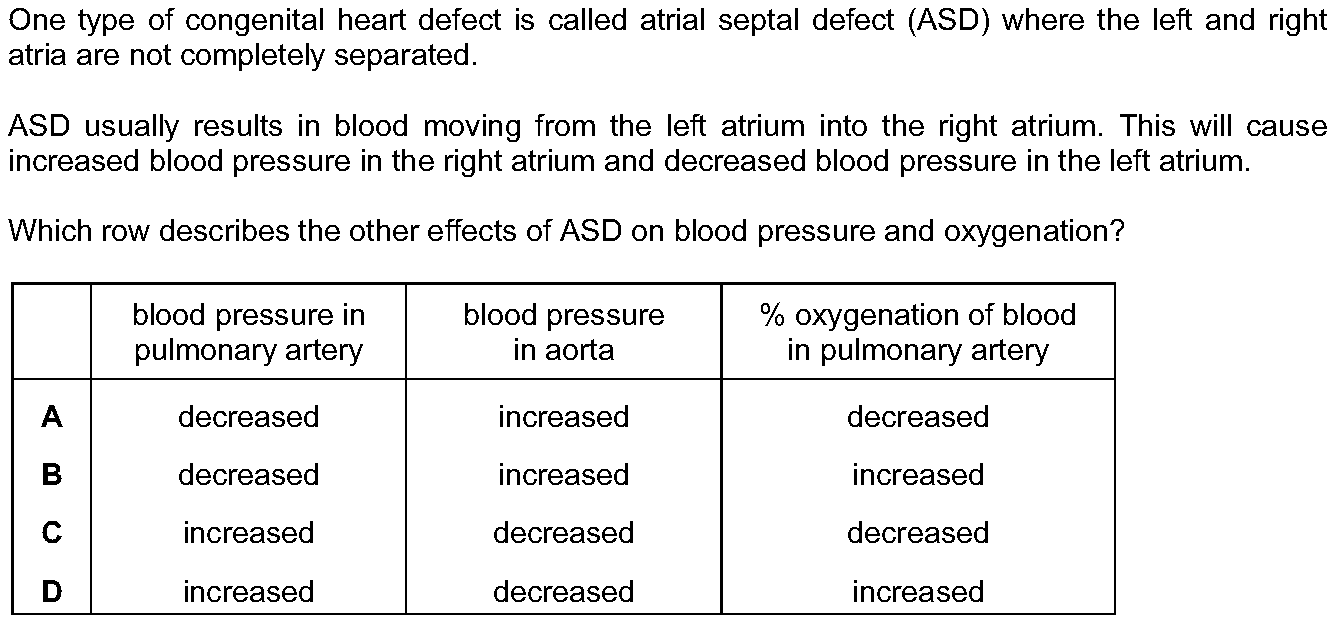 One type of congenital heart defect is called atrial septal defect (ASD) where the left and right
atria are not completely separated.
ASD usually results in blood moving from the left atrium into the right atrium. This will cause
increased blood pressure in the right atrium and decreased blood pressure in the left atrium.
Which row describes the other effects of ASD on blood pressure and oxygenation?
blood pressure in pulmonary artery blood pressure in aorta % oxygenation of blood in pulmonary artery
A decreased increased decreased
B decreased increased increased
C increased decreased decreased
D increased decreased increased